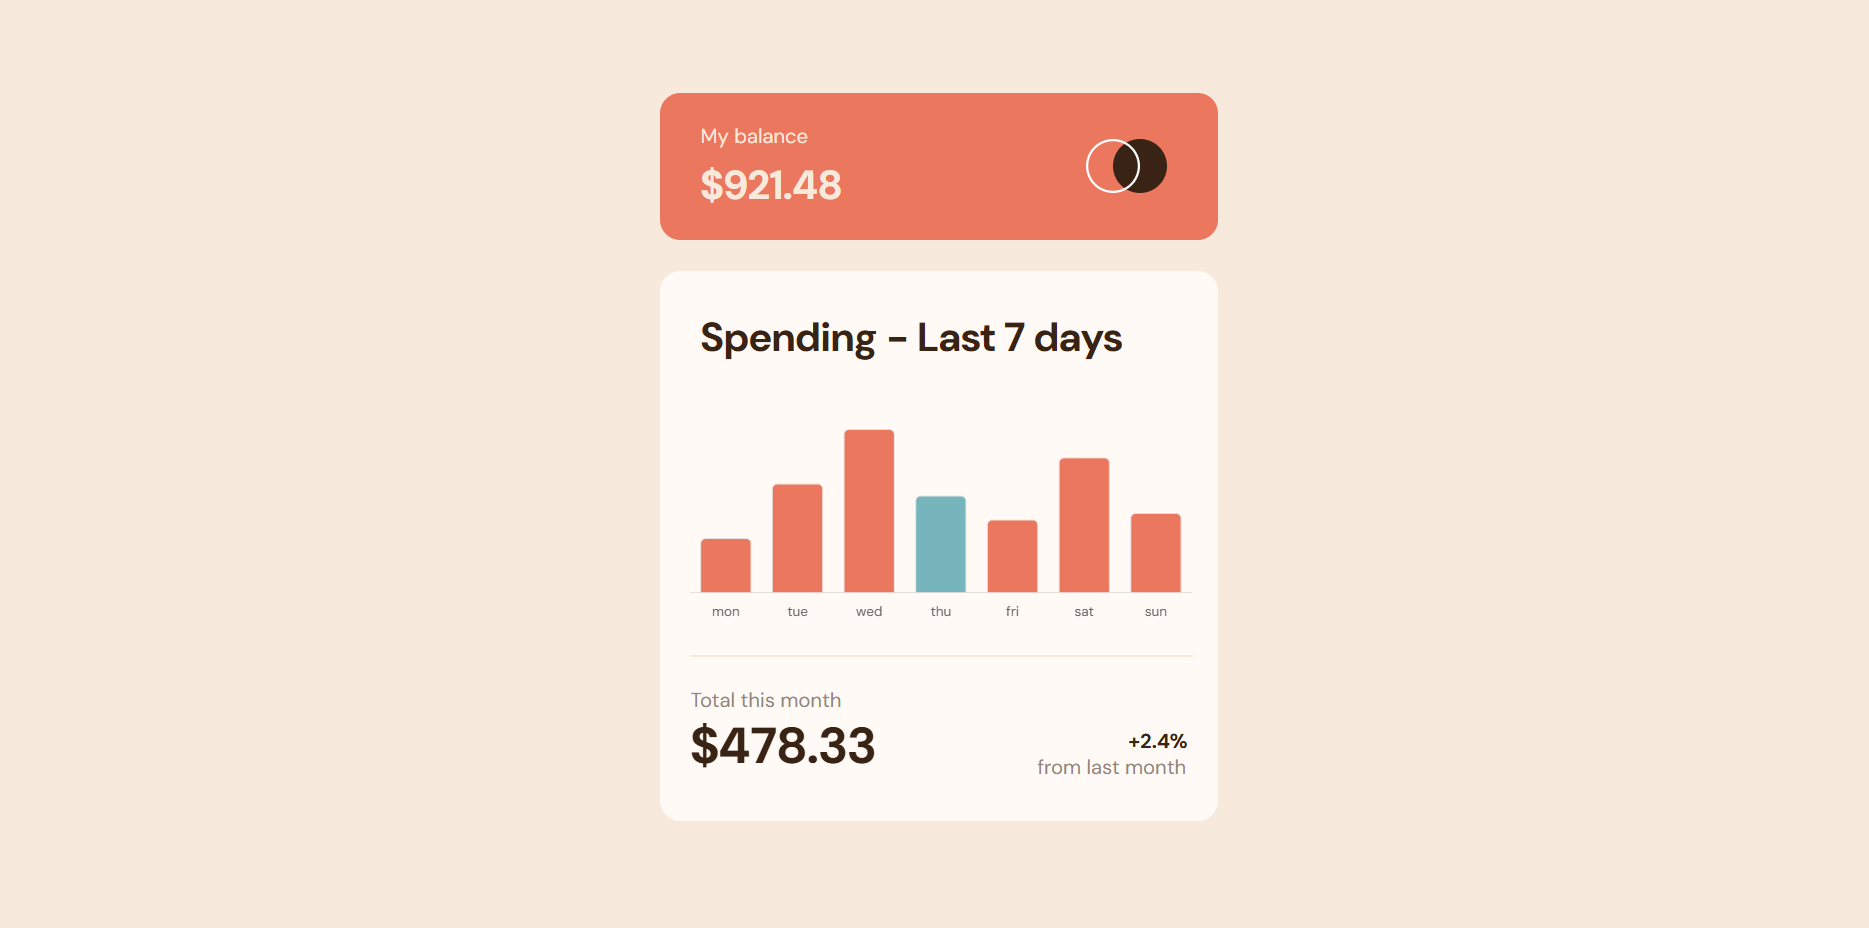 My balance
$921.48
Spending - Last 7 days
mon tue wed thu fri sat sun
Total this month
$478.33
+2.4%
from last month